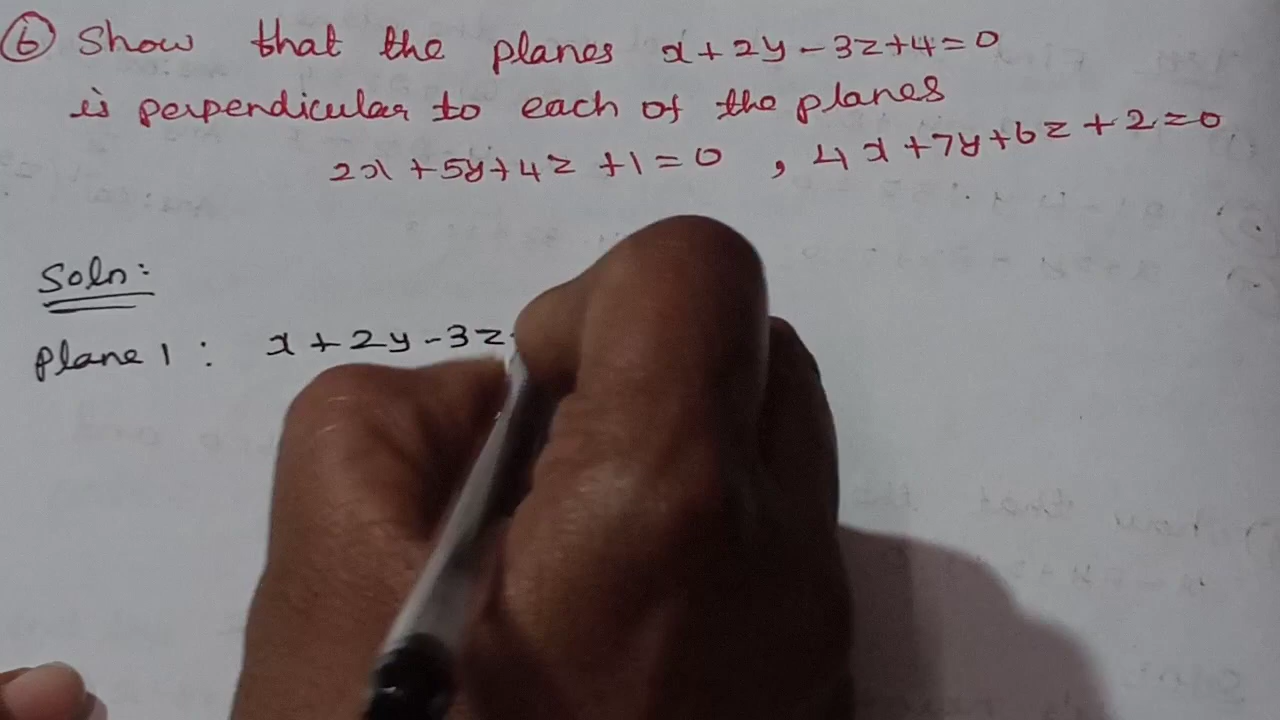 ⑥ Show that the planes x + 2y - 3z + 4 = 0
is perpendicular to each of the planes
2x + 5y + 4z + 1 = 0 , 4x + 7y + 6z + 2 = 0
Soln:
plane 1 : x + 2y - 3z